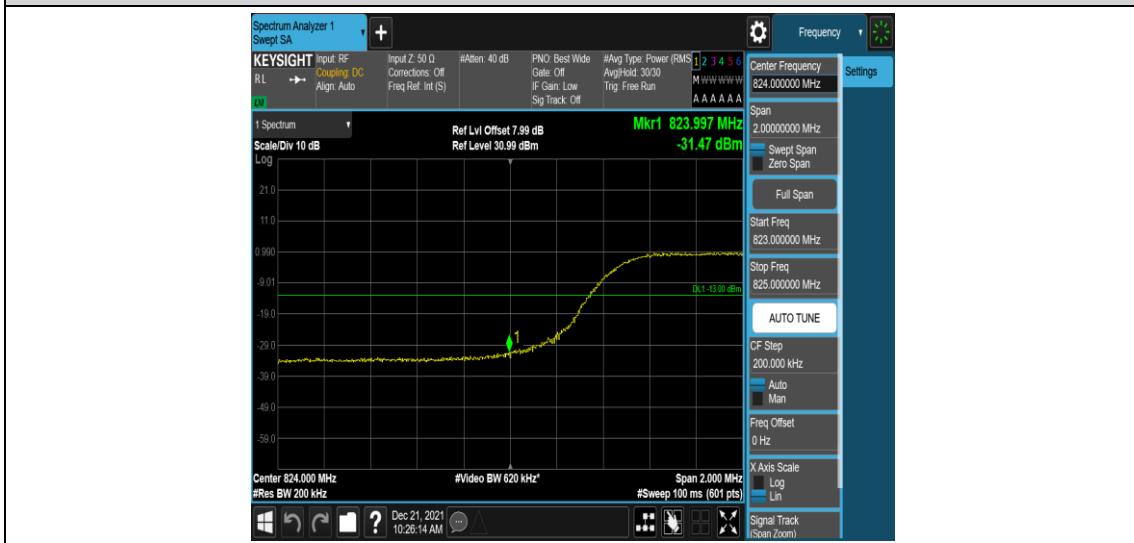 Spectrum Analyzer 1
Swept SA
+
Frequency
KEYSIGHT
RL
LNI
Input: RF
Coupling: DC
Align: Auto
Input Z: 50 Ω
Corrections: Off
Freq Ref: Int (S)
#Atten: 40 dB
PNO: Best Wide
Gate: Off
IF Gain: Low
Sig Track: Off
#Avg Type: Power (RMS
Avg|Hold: 30/30
Trig: Free Run
1 2 3 4 5 6
M W W W W W
A A A A A A
Center Frequency
824.000000 MHz
Settings
Span
2.00000000 MHz
Swept Span
Zero Span
Full Span
Start Freq
823.000000 MHz
Stop Freq
825.000000 MHz
AUTO TUNE
CF Step
200.000 kHz
Auto
Man
Freq Offset
0 Hz
X Axis Scale
Log
Lin
Signal Track
(Span Zoom)
1 Spectrum
Scale/Div 10 dB
Ref Lvl Offset 7.99 dB
Ref Level 30.99 dBm
Mkr1 823.997 MHz
-31.47 dBm
Log
21.0
11.0
0.990
-9.01
DL1 -13.00 dBm
-19.0
-29.0
1
-39.0
-49.0
-59.0
Center 824.000 MHz
#Res BW 200 kHz
#Video BW 620 kHz*
Span 2.000 MHz
#Sweep 100 ms (601 pts)
?
Dec 21, 2021
10:26:14 AM